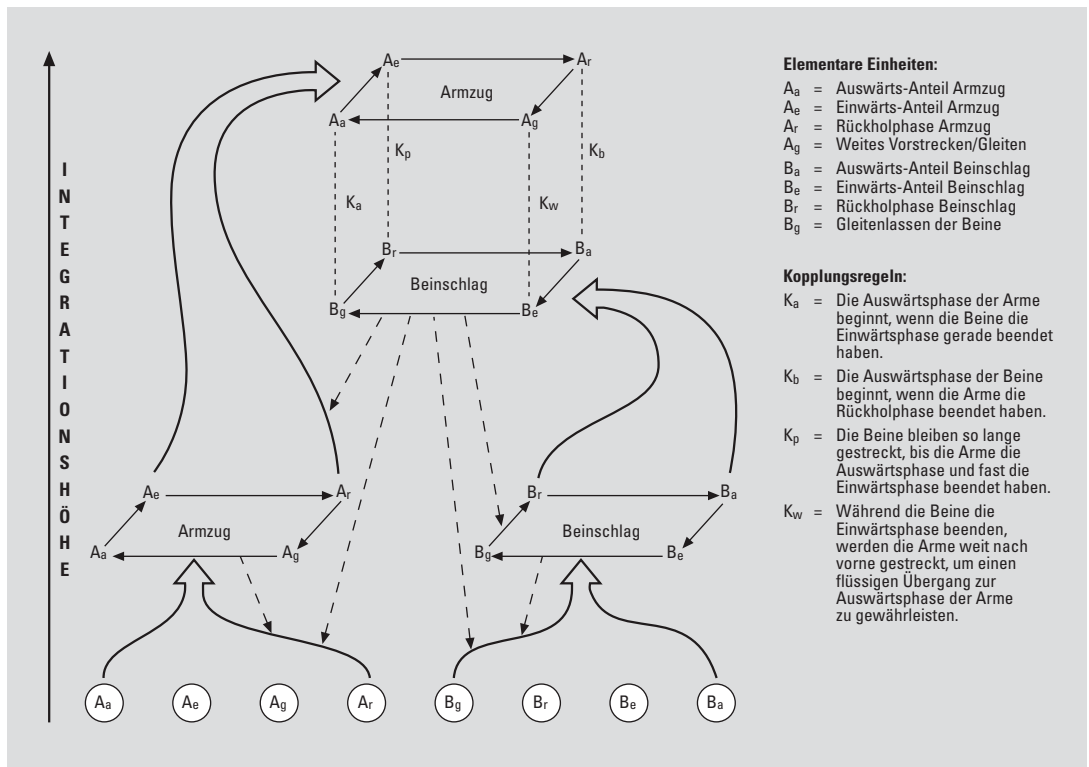 INTEGRATIONSHÖHE
Ae Ar
Armzug
Aa Ag
Kp Kb
Ka Kw
Br Ba
Beinschlag
Bg Be
Ae Ar
Armzug
Aa Ag
Br Ba
Beinschlag
Bg Be
Aa Ae Ag Ar Bg Br Be Ba
Elementare Einheiten:
Aa = Auswärts-Anteil Armzug
Ae = Einwärts-Anteil Armzug
Ar = Rückholphase Armzug
Ag = Weites Vorstrecken/Gleiten
Ba = Auswärts-Anteil Beinschlag
Be = Einwärts-Anteil Beinschlag
Br = Rückholphase Beinschlag
Bg = Gleitenlassen der Beine
Kopplungsregeln:
Ka = Die Auswärtsphase der Arme
beginnt, wenn die Beine die
Einwärtsphase gerade beendet
haben.
Kb = Die Auswärtsphase der Beine
beginnt, wenn die Arme die
Rückholphase beendet haben.
Kp = Die Beine bleiben so lange
gestreckt, bis die Arme die
Auswärtsphase und fast die
Einwärtsphase beendet haben.
Kw = Während die Beine die
Einwärtsphase beenden,
werden die Arme weit nach
vorne gestreckt, um einen
flüssigen Übergang zur
Auswärtsphase der Arme
zu gewährleisten.